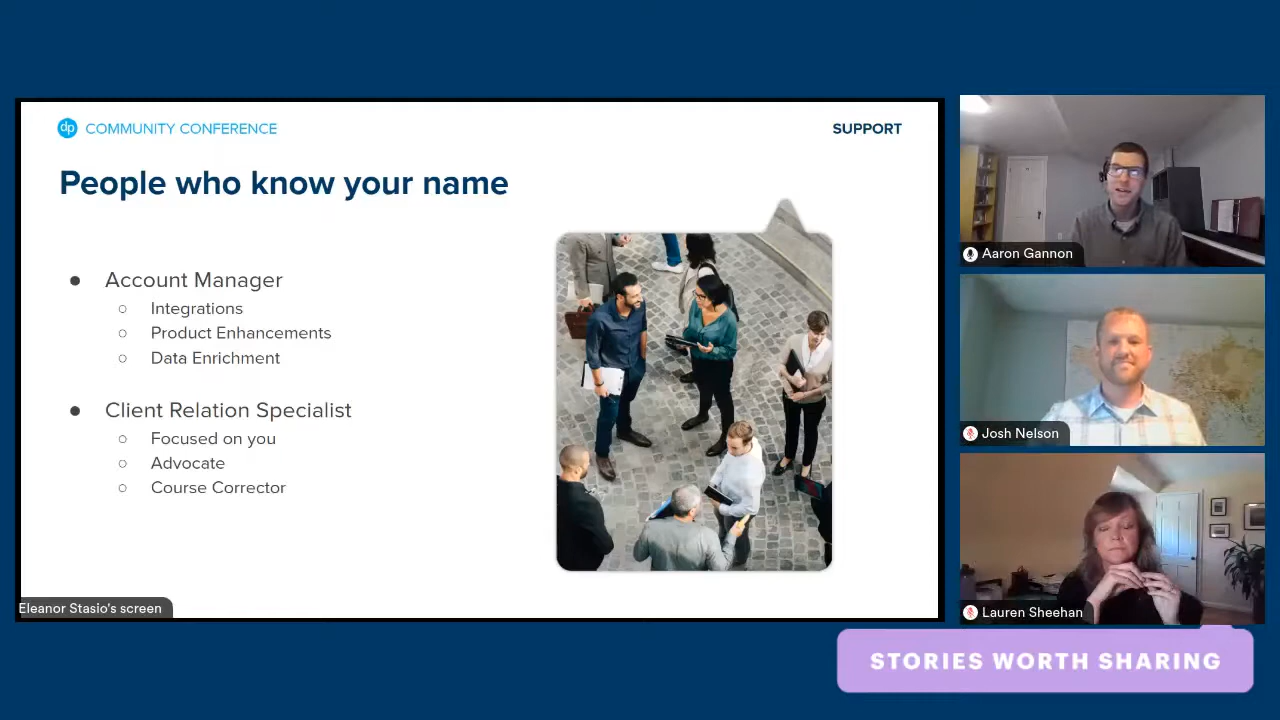 dp COMMUNITY CONFERENCE
SUPPORT
People who know your name
● Account Manager
○ Integrations
○ Product Enhancements
○ Data Enrichment
● Client Relation Specialist
○ Focused on you
○ Advocate
○ Course Corrector
Eleanor Stasio's screen
Aaron Gannon
Josh Nelson
Lauren Sheehan
STORIES WORTH SHARING